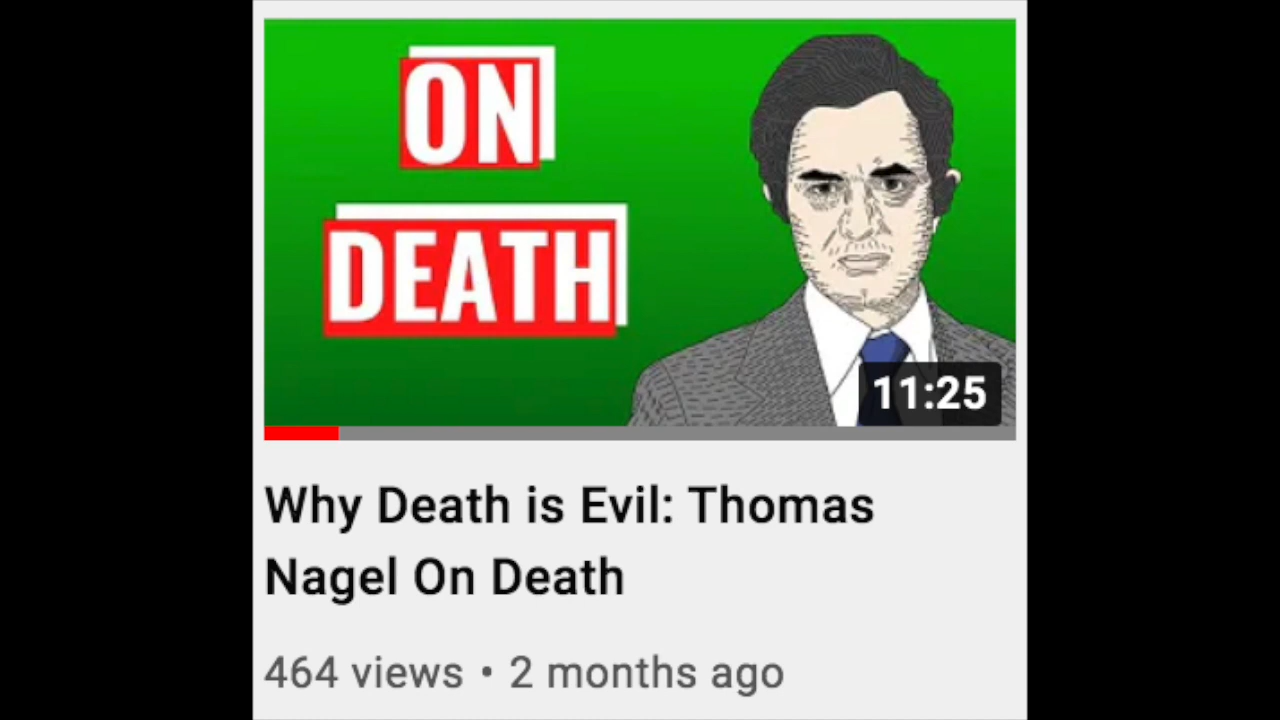 ON
DEATH
11:25
Why Death is Evil: Thomas
Nagel On Death
464 views • 2 months ago